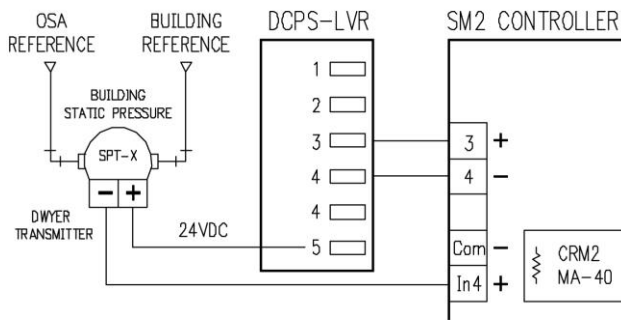 OSA
REFERENCE
BUILDING
REFERENCE
DCPS-LVR
SM2 CONTROLLER
BUILDING
STATIC PRESSURE
SPT-X
− +
DWYER
TRANSMITTER
24VDC
1
2
3
4
4
5
3 +
4 −
Com −
In4 +
CRM2
MA-40